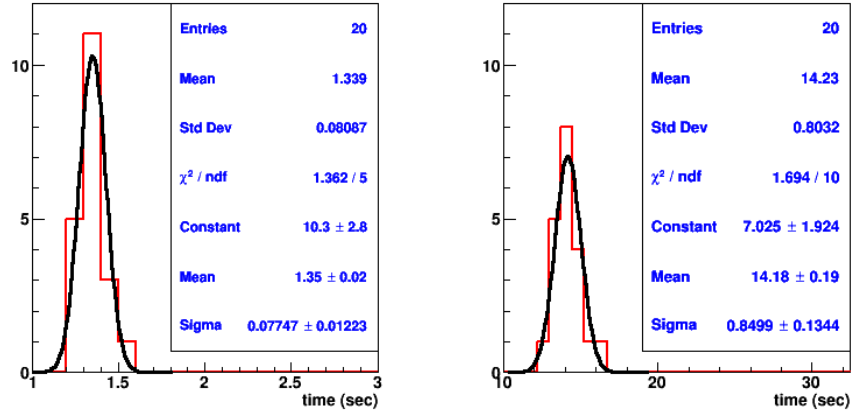 Entries 20
Mean 1.339
Std Dev 0.08087
χ² / ndf 1.362 / 5
Constant 10.3 ± 2.8
Mean 1.35 ± 0.02
Sigma 0.07747 ± 0.01223
10
5
0
1 1.5 2 2.5 3
time (sec)
Entries 20
Mean 14.23
Std Dev 0.8032
χ² / ndf 1.694 / 10
Constant 7.025 ± 1.924
Mean 14.18 ± 0.19
Sigma 0.8499 ± 0.1344
10
5
0
10 20 30
time (sec)